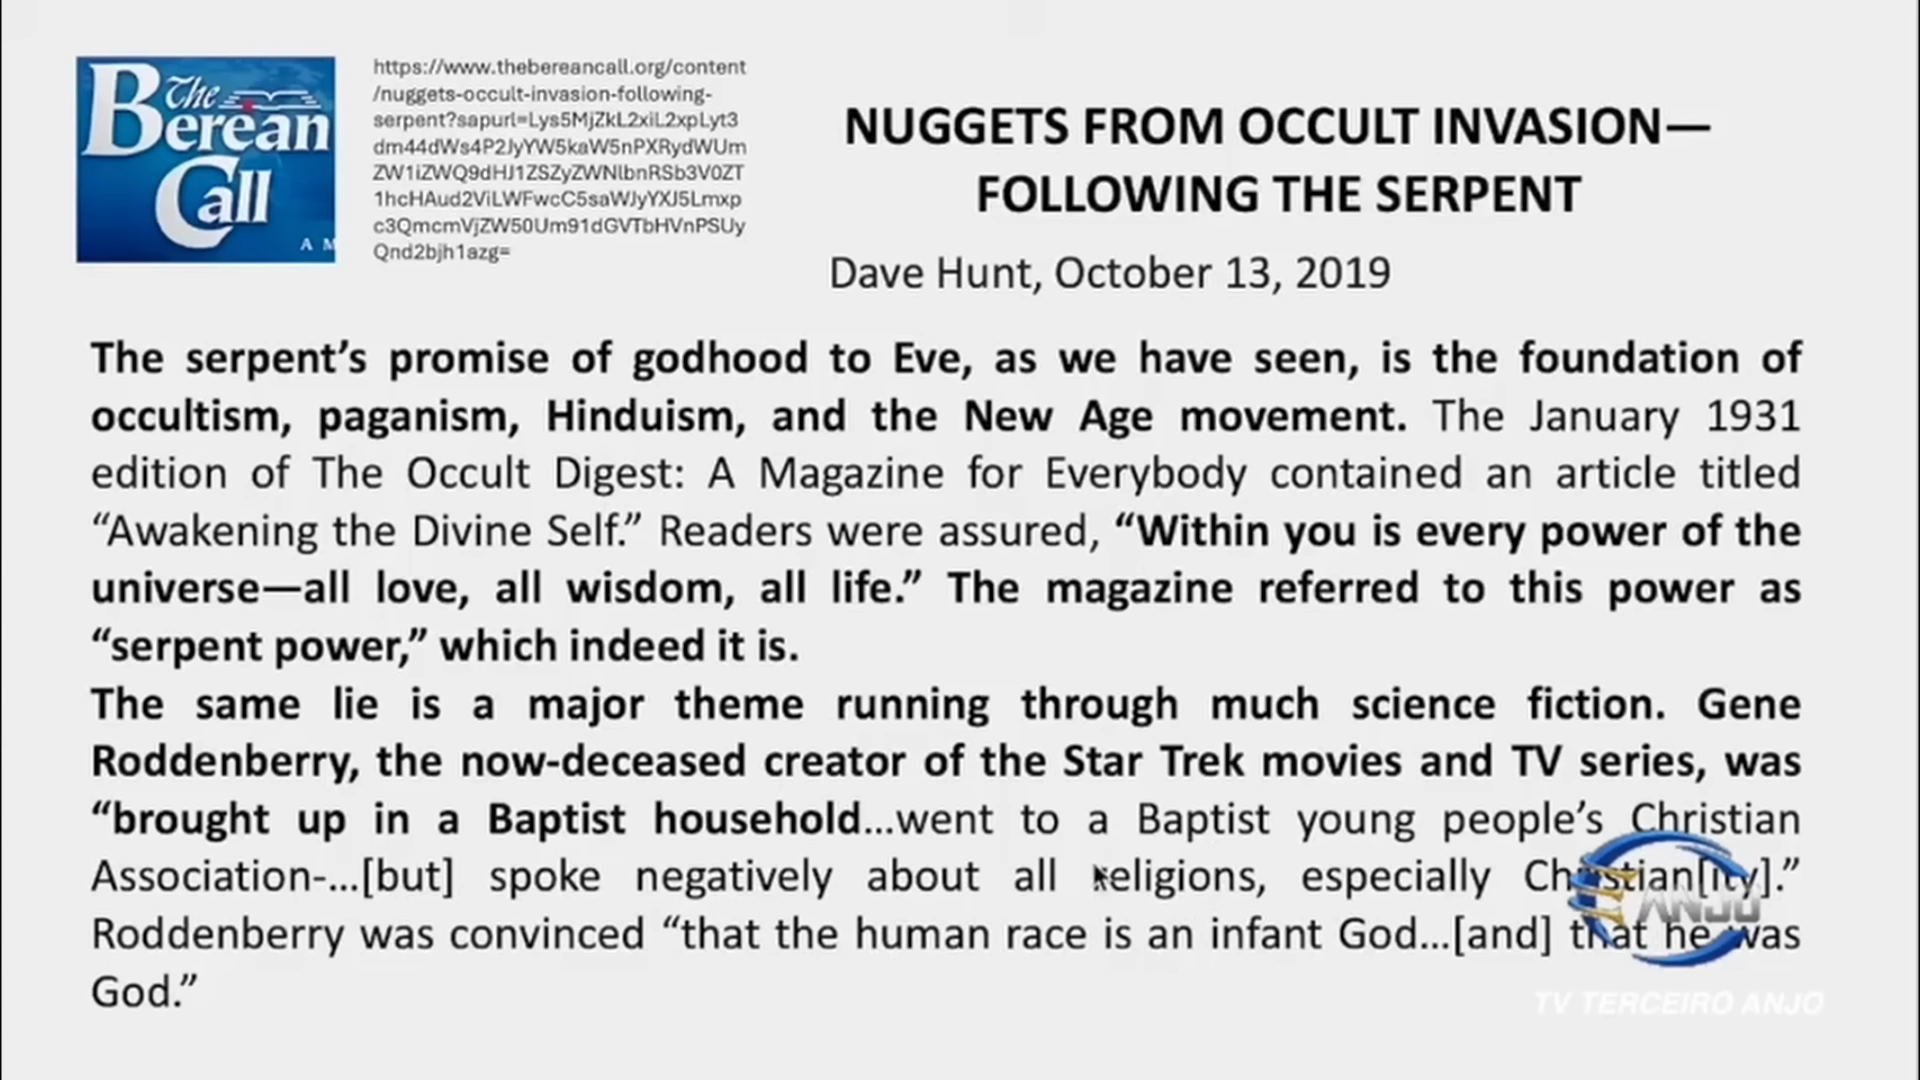 The
Berean
Call
A M
https://www.thebereancall.org/content
/nuggets-occult-invasion-following-
serpent?sapurl=Lys5MjZkL2xiL2xpLyt3
dm44dWs4P2JyYW5kaW5nPXRydWUm
ZW1iZWQ9dHJ1ZSZyZWNlbnRSb3V0ZT
1hcHAud2ViLWFwcC5saWJyYXJ5Lmxp
c3QmcmVjZW50Um91dGVTbHVnPSUy
Qnd2bjh1azg=
NUGGETS FROM OCCULT INVASION—
FOLLOWING THE SERPENT
Dave Hunt, October 13, 2019
The serpent’s promise of godhood to Eve, as we have seen, is the foundation of
occultism, paganism, Hinduism, and the New Age movement. The January 1931
edition of The Occult Digest: A Magazine for Everybody contained an article titled
“Awakening the Divine Self.” Readers were assured, “Within you is every power of the
universe—all love, all wisdom, all life.” The magazine referred to this power as
“serpent power,” which indeed it is.
The same lie is a major theme running through much science fiction. Gene
Roddenberry, the now-deceased creator of the Star Trek movies and TV series, was
“brought up in a Baptist household…went to a Baptist young people’s Christian
Association-…[but] spoke negatively about all religions, especially Christian[ity].”
Roddenberry was convinced “that the human race is an infant God…[and] that he was
God.”
ANJO
TV TERCEIRO ANJO